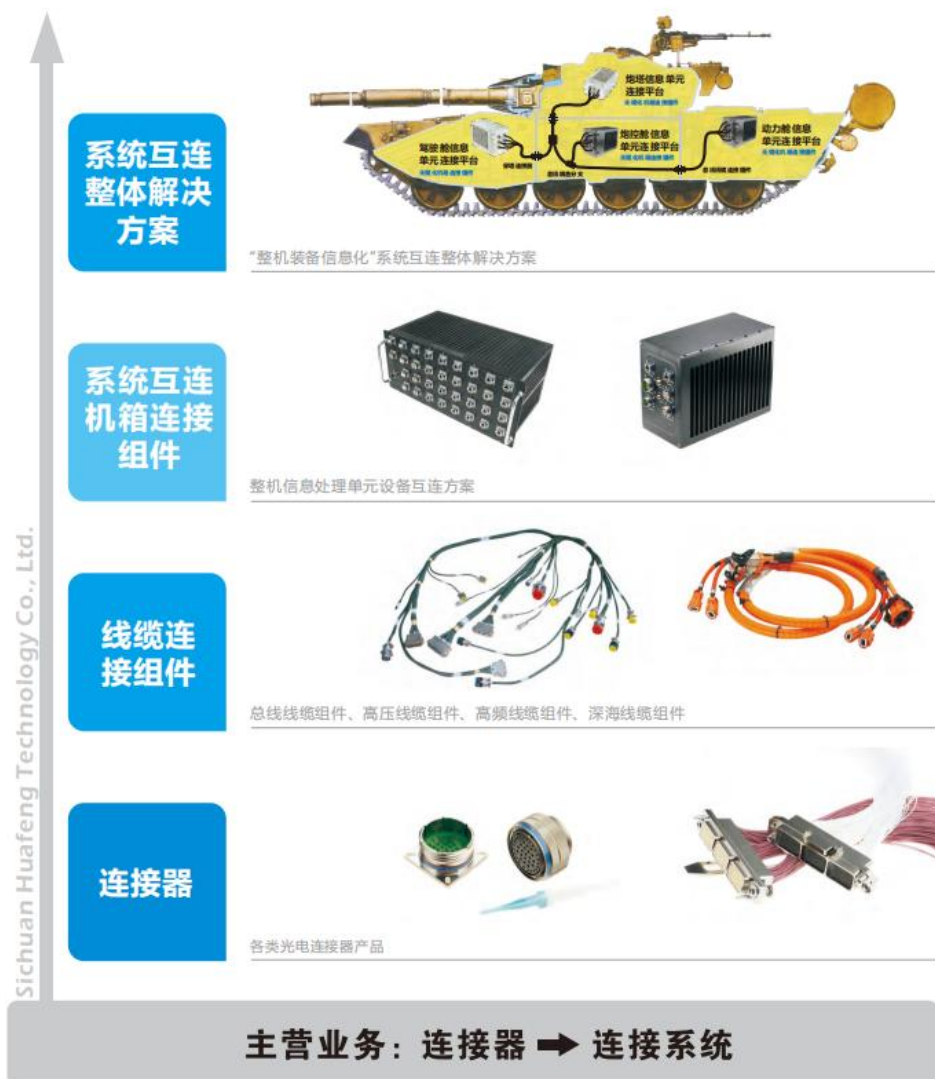 炮塔信息单元
连接平台
驾驶舱信息
单元连接平台
炮控舱信息
单元连接平台
动力舱信息
单元连接平台
系统互连
整体解决
方案
“整机装备信息化”系统互连整体解决方案
系统互连
机箱连接
组件
整机信息处理单元设备互连方案
线缆连
接组件
总线线缆组件、高压线缆组件、高频线缆组件、深海线缆组件
连接器
各类光电连接器产品
Sichuan Huafeng Technology Co., Ltd.
主营业务：连接器➡连接系统